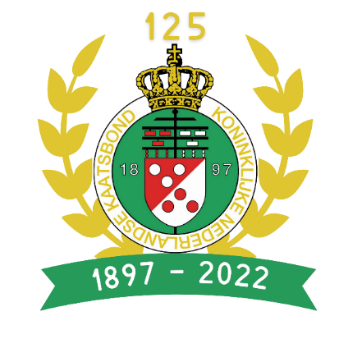 125
KONINKLIJKE NEDERLANDSE KAATSBOND
18 97
1897 - 2022